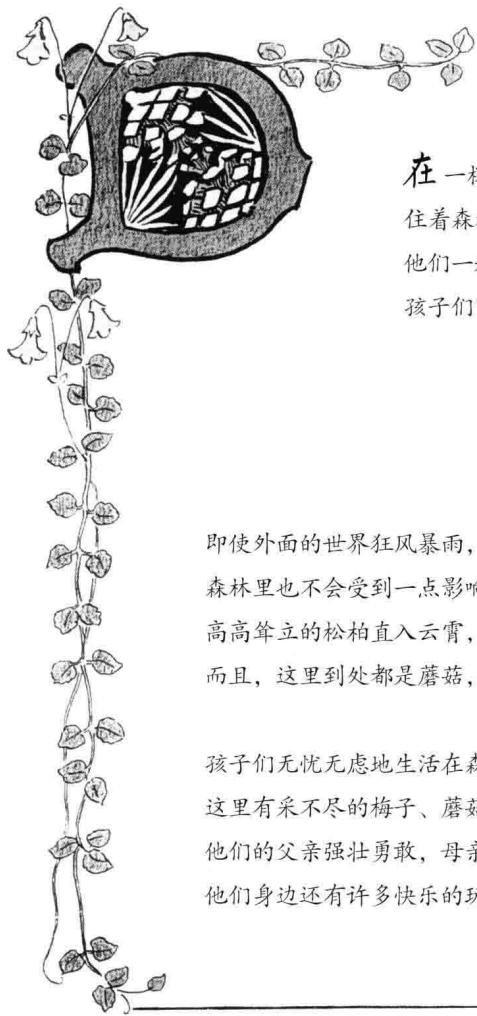 在一
住着森
他们一
孩子们
即使外面的世界狂风暴雨，
森林里也不会受到一点影响
高高耸立的松柏直入云霄，
而且，这里到处都是蘑菇，
孩子们无忧无虑地生活在森
这里有采不尽的梅子、蘑菇
他们的父亲强壮勇敢，母亲
他们身边还有许多快乐的玩